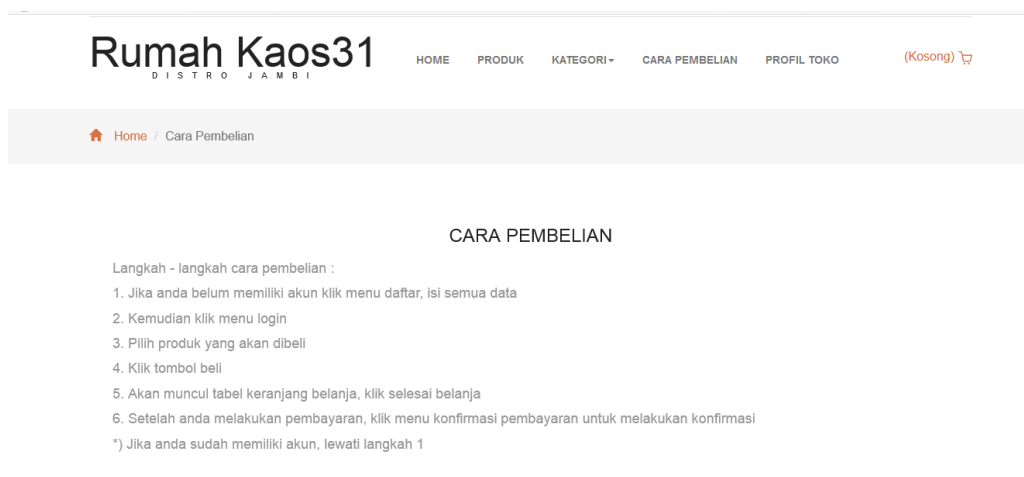 Rumah Kaos31
DISTRO JAMBI
HOME PRODUK KATEGORI CARA PEMBELIAN PROFIL TOKO (Kosong)
Home / Cara Pembelian
CARA PEMBELIAN
Langkah - langkah cara pembelian :
1. Jika anda belum memiliki akun klik menu daftar, isi semua data
2. Kemudian klik menu login
3. Pilih produk yang akan dibeli
4. Klik tombol beli
5. Akan muncul tabel keranjang belanja, klik selesai belanja
6. Setelah anda melakukan pembayaran, klik menu konfirmasi pembayaran untuk melakukan konfirmasi
*) Jika anda sudah memiliki akun, lewati langkah 1